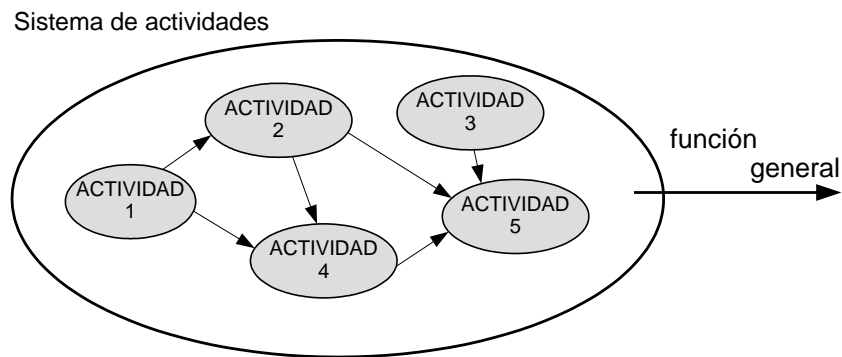 Sistema de actividades
ACTIVIDAD
2
ACTIVIDAD
3
función
general
ACTIVIDAD
1
ACTIVIDAD
5
ACTIVIDAD
4